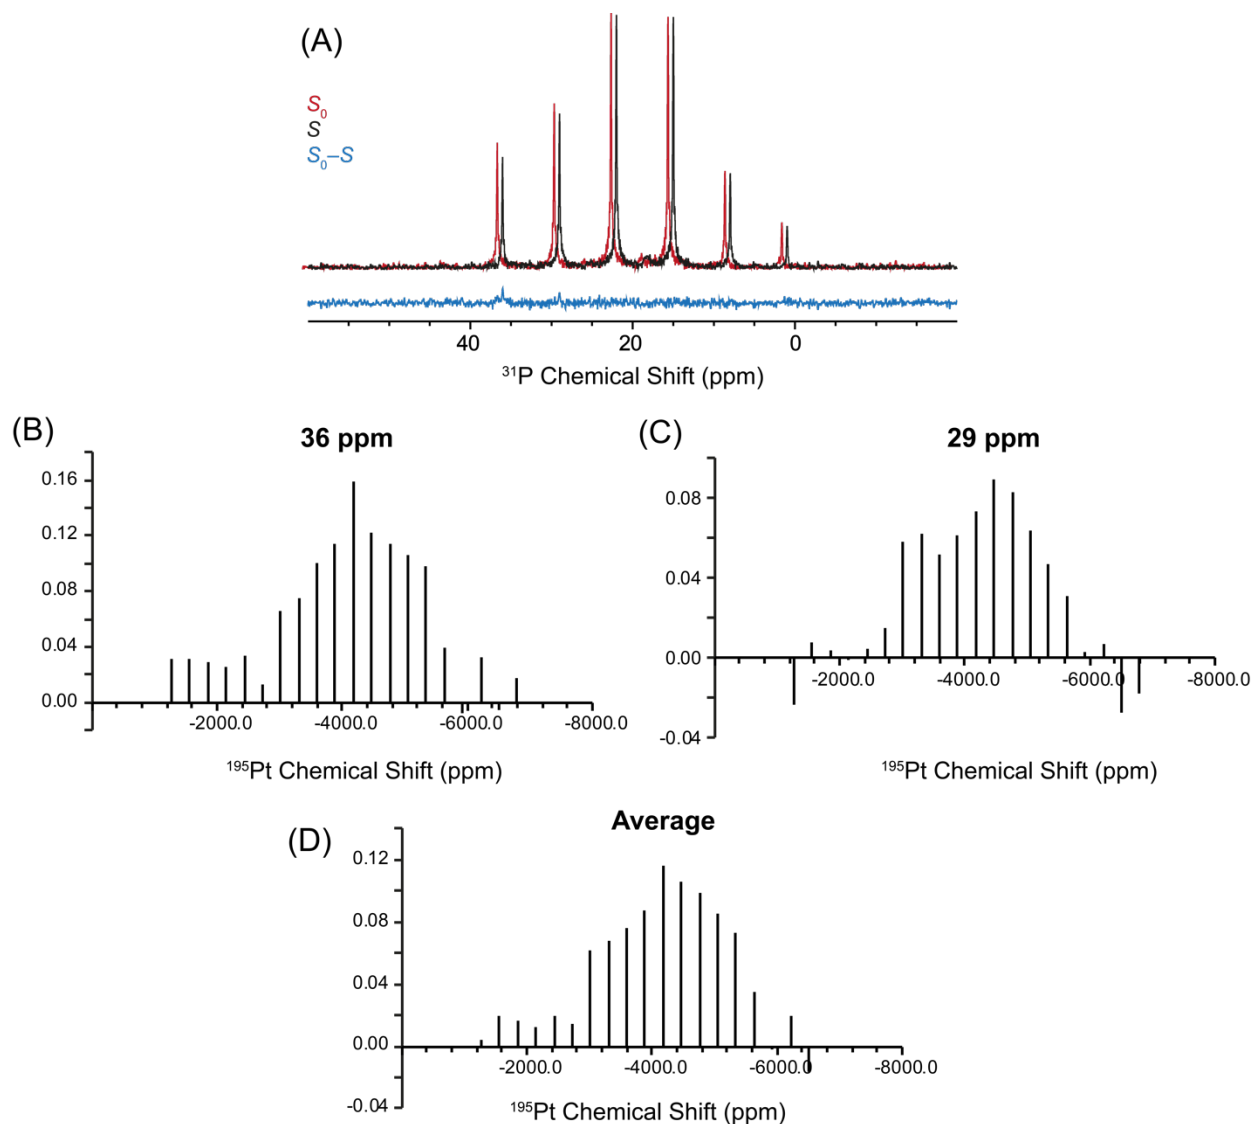 (A)
S0
S
S0–S
40 20 0
31P Chemical Shift (ppm)
(B)
36 ppm
0.16
0.12
0.08
0.04
0.00
-2000.0 -4000.0 -6000.0 -8000.0
195Pt Chemical Shift (ppm)
(C)
29 ppm
0.08
0.04
0.00
-0.04
-2000.0 -4000.0 -6000.0 -8000.0
195Pt Chemical Shift (ppm)
(D)
Average
0.12
0.08
0.04
0.00
-0.04
-2000.0 -4000.0 -6000.0 -8000.0
195Pt Chemical Shift (ppm)